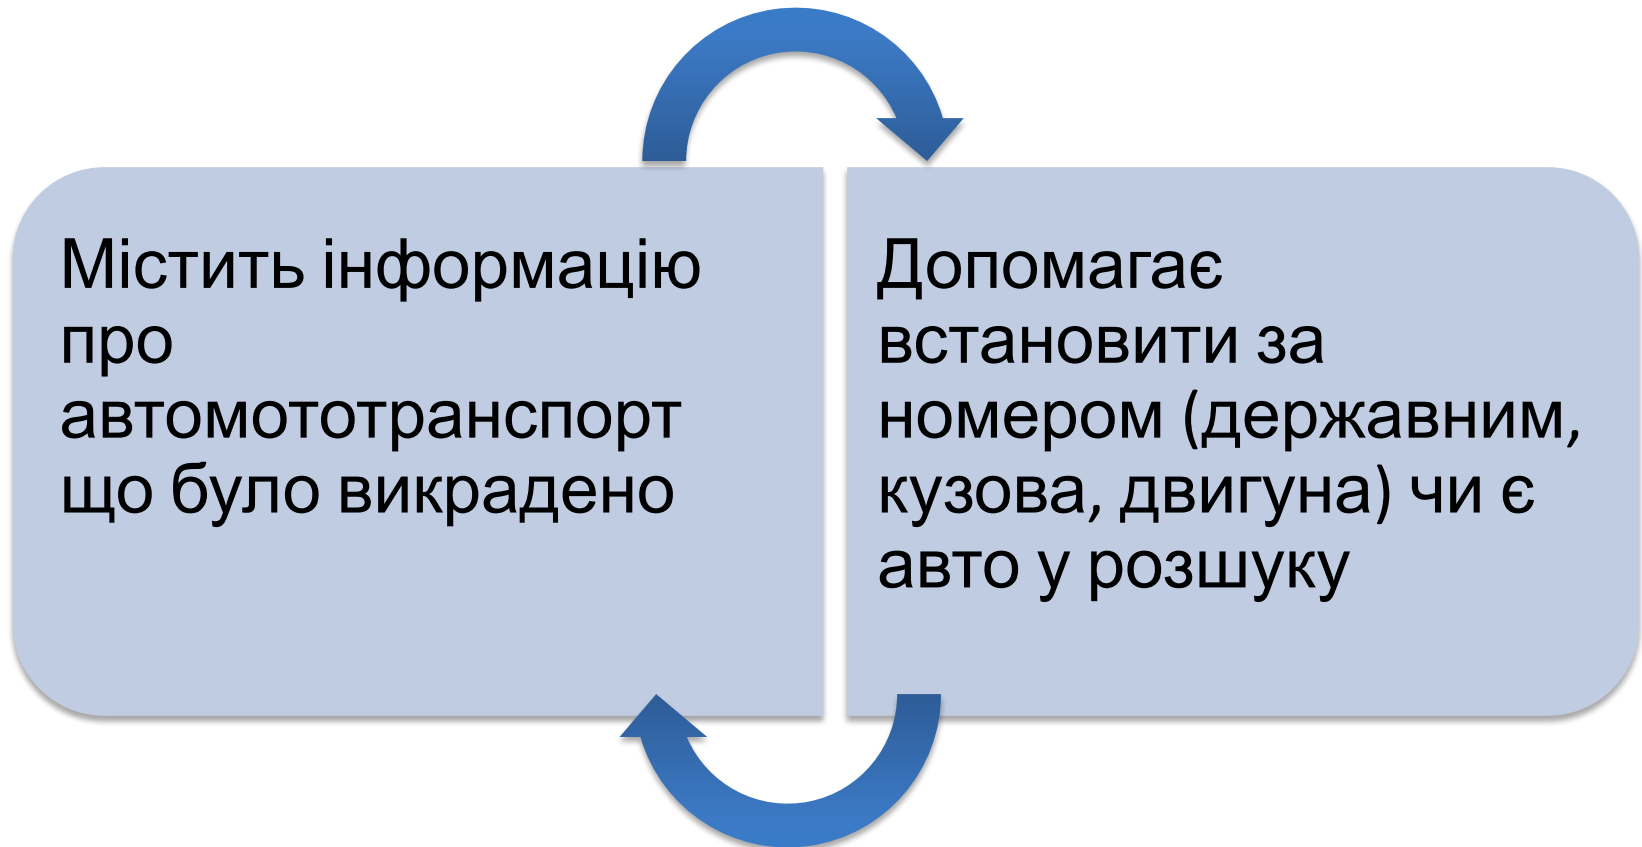 Містить інформацію
про
автомототранспорт
що було викрадено
Допомагає
встановити за
номером (державним,
кузова, двигуна) чи є
авто у розшуку